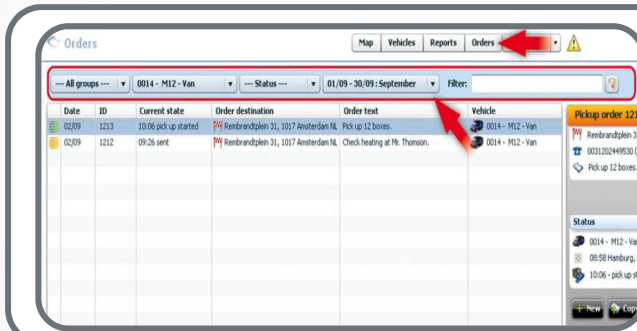 Orders
Map Vehicles Reports Orders
--- All groups --- 0014 - M12 - Van --- Status --- 01/09 - 30/09 : September Filter:
Date ID Current state Order destination Order text Vehicle
02/09 1213 10:06 pick up started Rembrandtplein 31, 1017 Amsterdam NL Pick up 12 boxes. 0014 - M12 - Van
02/09 1212 09:26 sent Rembrandtplein 31, 1017 Amsterdam NL Check heating at Mr. Thomson. 0014 - M12 - Van
Pickup order 121
Rembrandtplein 3
0031202449530 (
Pick up 12 boxes.
Status
0014 - M12 - Va
08:58 Hamburg,
10:06 - pick up st
+ New Cop